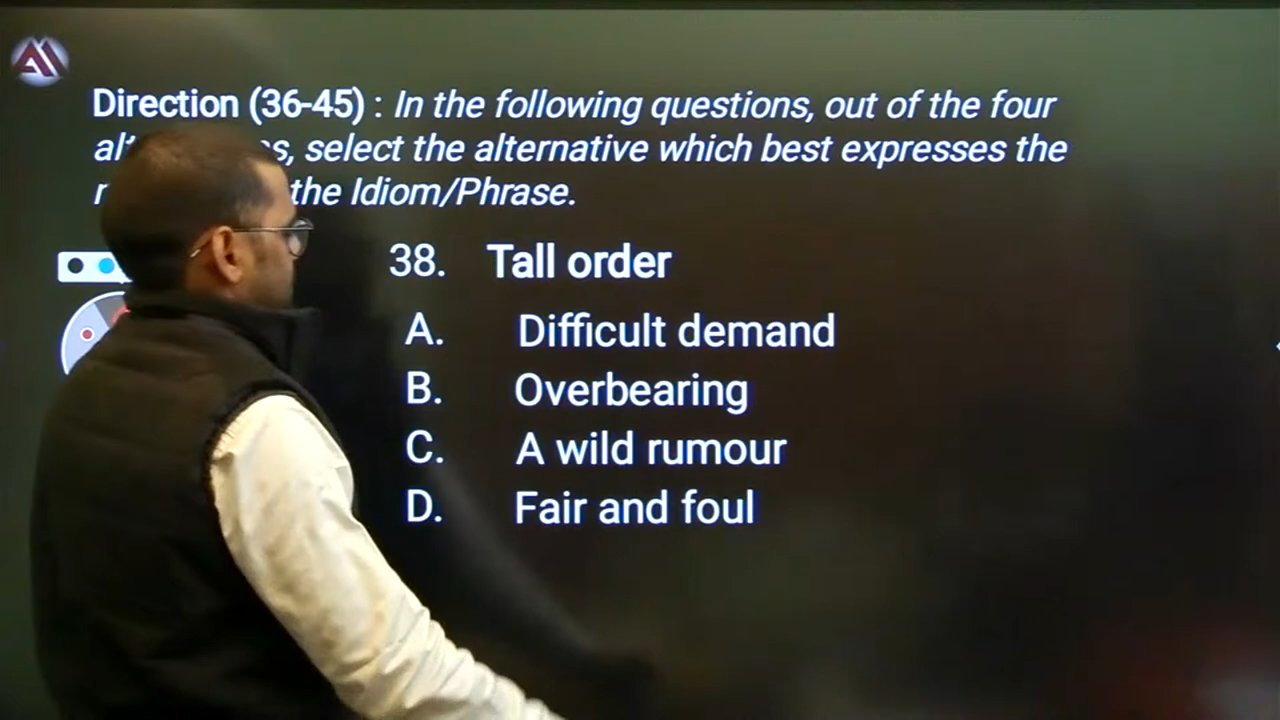 Direction (36-45) : In the following questions, out of the four
select the alternative which best expresses the
the Idiom/Phrase.
38. Tall order
A. Difficult demand
B. Overbearing
C. A wild rumour
D. Fair and foul